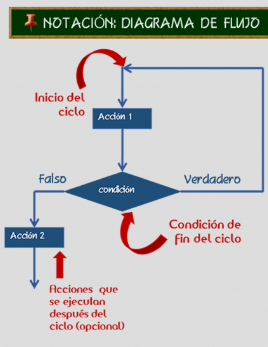 NOTACIÓN: DIAGRAMA DE FLUJO
Inicio del
ciclo
Acción 1
Falso
condición
Verdadero
Acción 2
Condición de
fin del ciclo
Acciones que
se ejecutan
después del
ciclo (opcional)